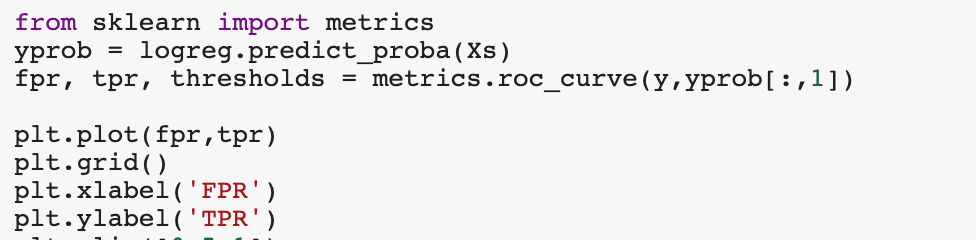 from sklearn import metrics
yprob = logreg.predict_proba(Xs)
fpr, tpr, thresholds = metrics.roc_curve(y,yprob[:,1])
plt.plot(fpr,tpr)
plt.grid()
plt.xlabel('FPR')
plt.ylabel('TPR')